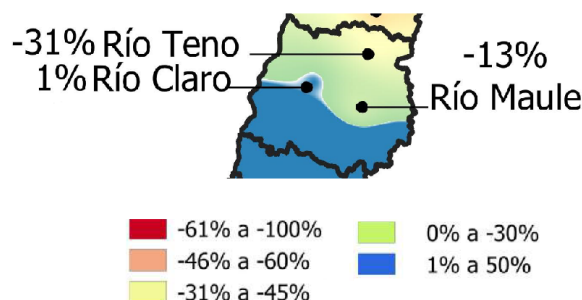 -31% Río Teno
1% Río Claro
-13%
Río Maule
-61% a -100%
-46% a -60%
-31% a -45%
0% a -30%
1% a 50%